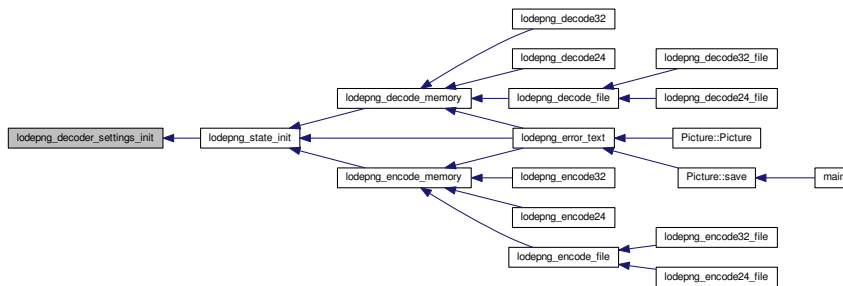 lodepng_decode32
lodepng_decode24
lodepng_decode32_file
lodepng_decode_memory
lodepng_decode_file
lodepng_decode24_file
lodepng_decoder_settings_init
lodepng_state_init
lodepng_error_text
Picture::Picture
lodepng_encode_memory
lodepng_encode32
Picture::save
main
lodepng_encode24
lodepng_encode32_file
lodepng_encode_file
lodepng_encode24_file